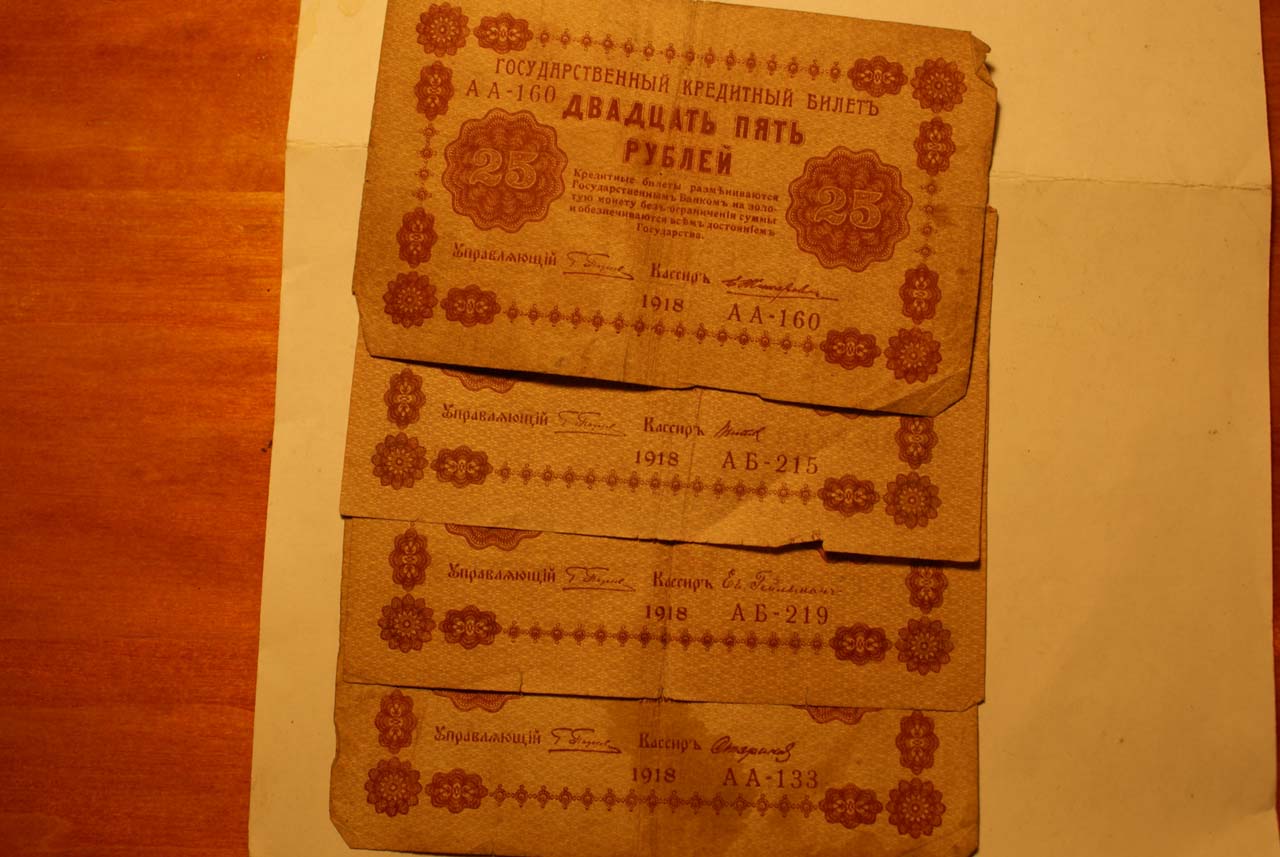 ГОСУДАРСТВЕННЫЙ КРЕДИТНЫЙ БИЛЕТЪ
АА-160
ДВАДЦАТЬ ПЯТЬ
РУБЛЕЙ
25
25
Кредитные билеты размѣниваются
Государственнымъ Банкомъ на золо-
тую монету безъ ограниченія суммы
и обезпечиваются всѣмъ достояніемъ
Государства.
Управляющій Кассиръ
1918 АА-160
Управляющій Кассиръ
1918 АБ-215
Управляющій Кассиръ
1918 АБ-219
Управляющій Кассиръ
1918 АА-133